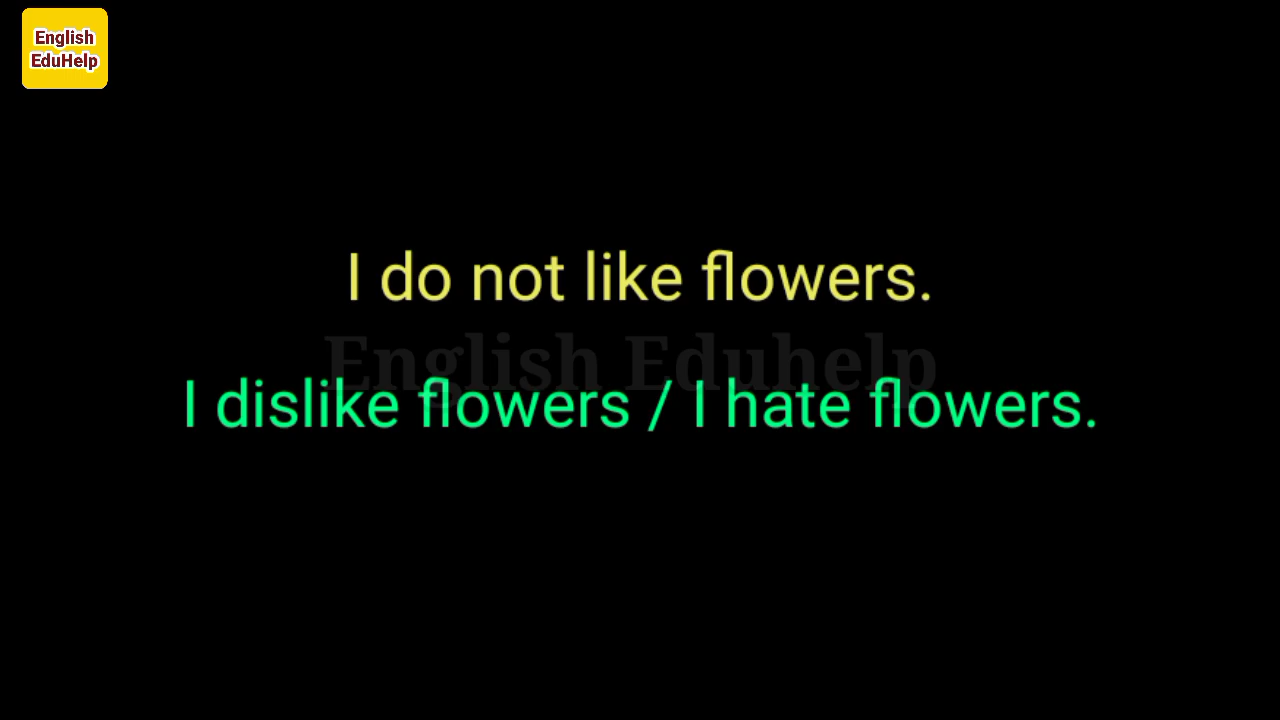 English
EduHelp
I do not like flowers.
English Eduhelp
I dislike flowers / I hate flowers.